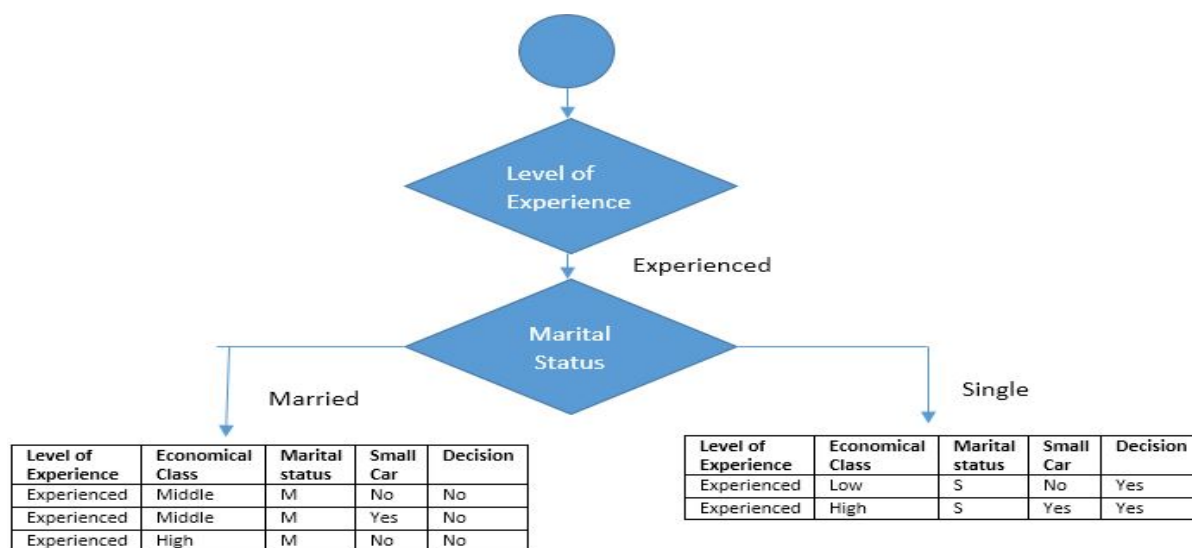 Level of
Experience
Experienced
Marital
Status
Married
Single
Level of Experience Economical Class Marital status Small Car Decision
Experienced Middle M No No
Experienced Middle M Yes No
Experienced High M No No
Level of Experience Economical Class Marital status Small Car Decision
Experienced Low S No Yes
Experienced High S Yes Yes